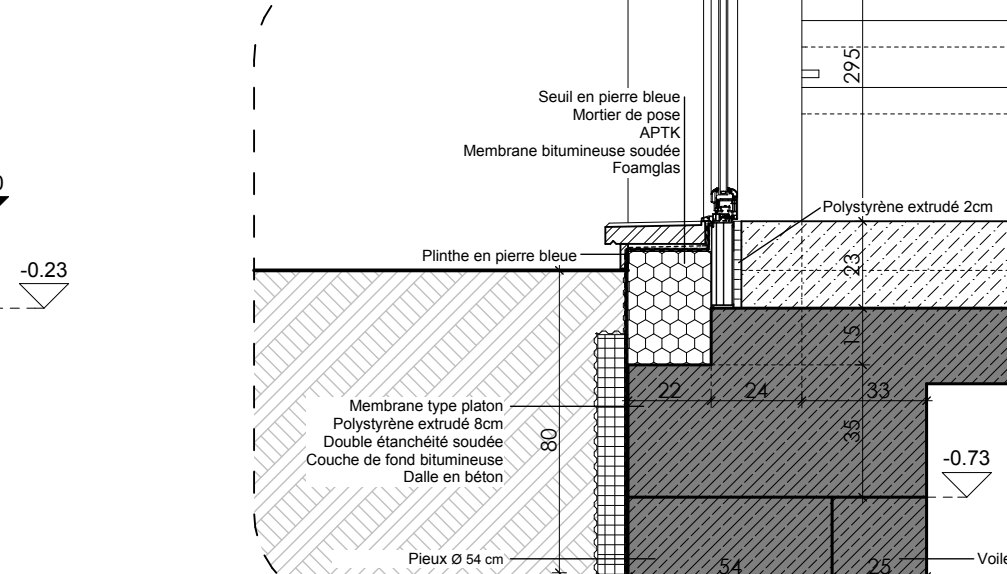 295
Seuil en pierre bleue
Mortier de pose
APTK
Membrane bitumineuse soudée
Foamglas
Polystyrène extrudé 2cm
Plinthe en pierre bleue
-0.23
23
15
22
24
33
Membrane type platon
Polystyrène extrudé 8cm
Double étanchéité soudée
Couche de fond bitumineuse
Dalle en béton
80
35
-0.73
Pieux Ø 54 cm
54
25